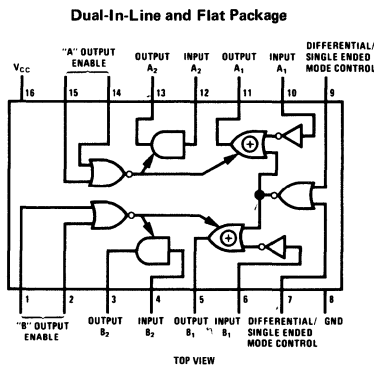 Dual-In-Line and Flat Package
DIFFERENTIAL/
SINGLE ENDED
MODE CONTROL
"A" OUTPUT
ENABLE
OUTPUT
A2
INPUT
A2
OUTPUT
A1
INPUT
A1
VCC
16 15 14 13 12 11 10 9
1 2 3 4 5 6 7 8
"B" OUTPUT
ENABLE
OUTPUT
B2
INPUT
B2
OUTPUT
B1
INPUT
B1
DIFFERENTIAL/
SINGLE ENDED
MODE CONTROL
GND
TOP VIEW